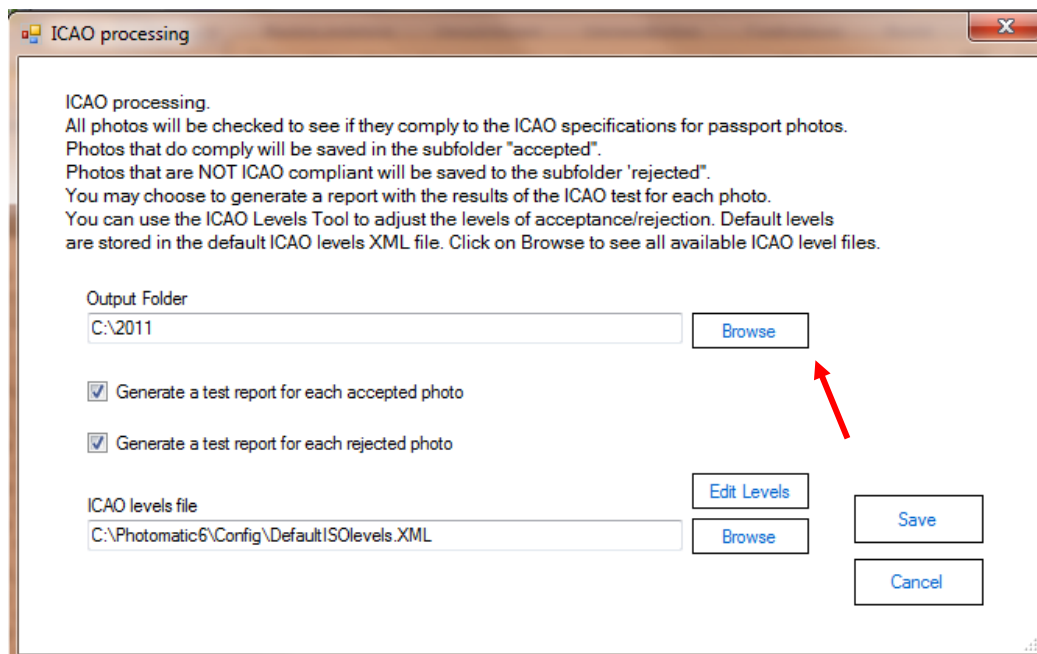 ICAO processing
ICAO processing.
All photos will be checked to see if they comply to the ICAO specifications for passport photos.
Photos that do comply will be saved in the subfolder "accepted".
Photos that are NOT ICAO compliant will be saved to the subfolder 'rejected".
You may choose to generate a report with the results of the ICAO test for each photo.
You can use the ICAO Levels Tool to adjust the levels of acceptance/rejection. Default levels
are stored in the default ICAO levels XML file. Click on Browse to see all available ICAO level files.
Output Folder
C:\2011
Browse
Generate a test report for each accepted photo
Generate a test report for each rejected photo
Edit Levels
ICAO levels file
C:\Photomatic6\Config\DefaultISOlevels.XML
Browse
Save
Cancel